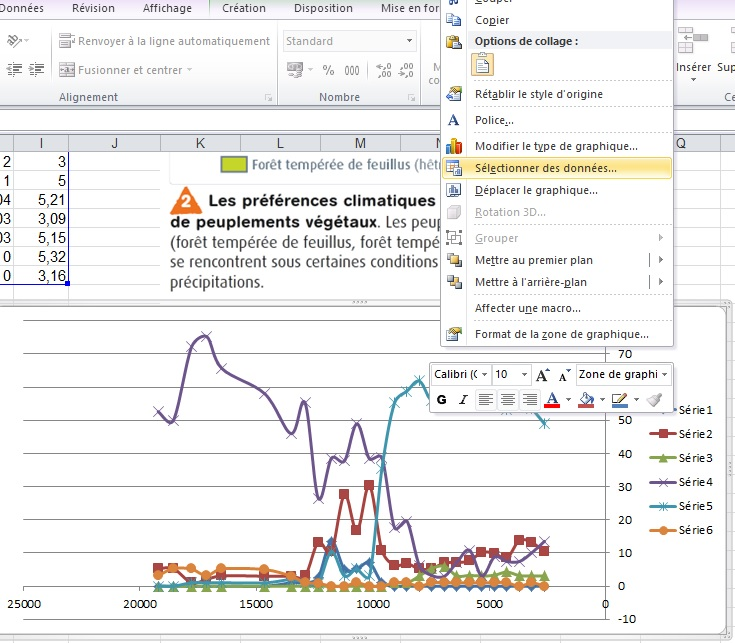 Données Révision Affichage Création Disposition Mise en for
Renvoyer à la ligne automatiquement Standard
Fusionner et centrer % 000
Alignement Nombre
Copier
Options de collage :
Rétablir le style d'origine
Police...
Modifier le type de graphique...
Sélectionner des données...
Déplacer le graphique...
Rotation 3D...
Grouper
Mettre au premier plan
Mettre à l'arrière-plan
Affecter une macro...
Format de la zone de graphique...
Insérer Sup
I J K L M Q
2 3
1 5
04 5,21
03 3,09
03 5,15
0 5,32
0 3,16
Forêt tempérée de feuillus (hêt
2 Les préférences climatiques
de peuplements végétaux. Les peup
(forêt tempérée de feuillus, forêt tempé
se rencontrent sous certaines conditions
précipitations.
Calibri (C 10 A A Zone de graphi
G I A
70
50
40
30
20
10
0
-10
25000 20000 15000 10000 5000 0
Série1
Série2
Série3
Série4
Série5
Série6